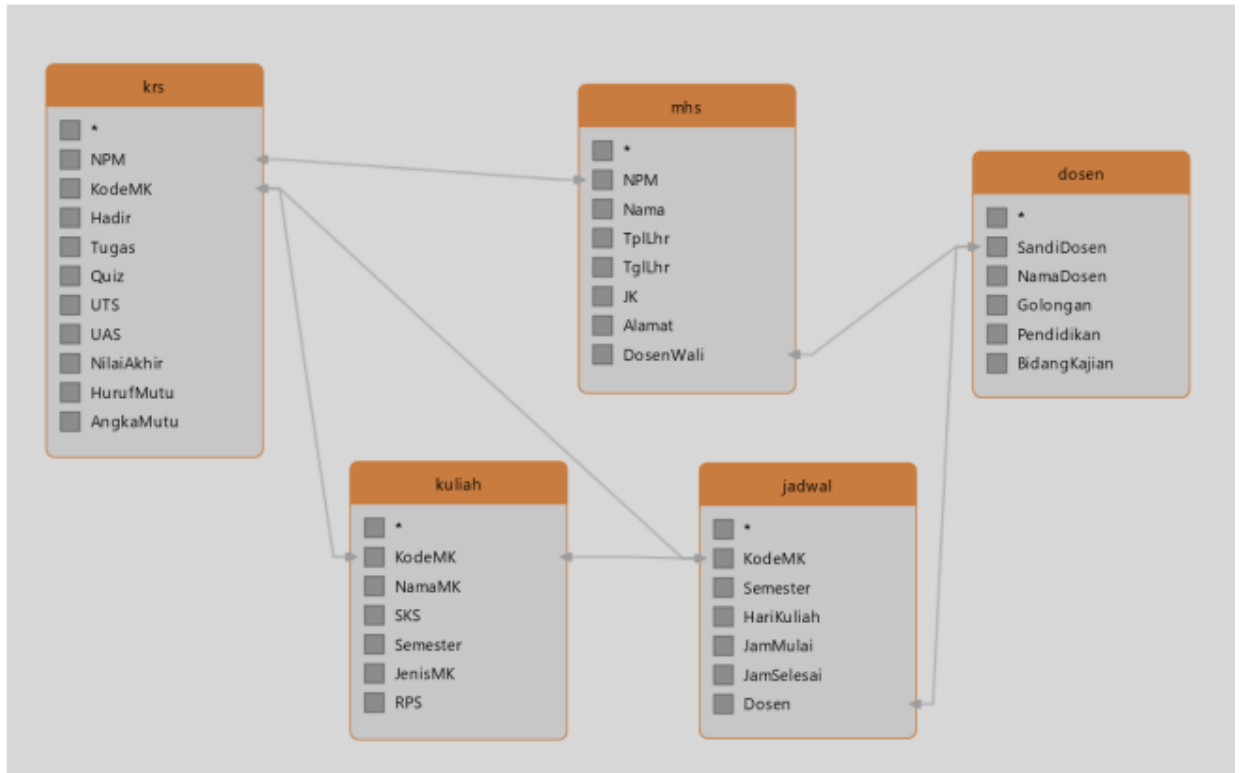 krs
*
NPM
KodeMK
Hadir
Tugas
Quiz
UTS
UAS
NilaiAkhir
HurufMutu
AngkaMutu
mhs
*
NPM
Nama
TplLhr
TglLhr
JK
Alamat
DosenWali
dosen
*
SandiDosen
NamaDosen
Golongan
Pendidikan
BidangKajian
kuliah
*
KodeMK
NamaMK
SKS
Semester
JenisMK
RPS
jadwal
*
KodeMK
Semester
HariKuliah
JamMulai
JamSelesai
Dosen